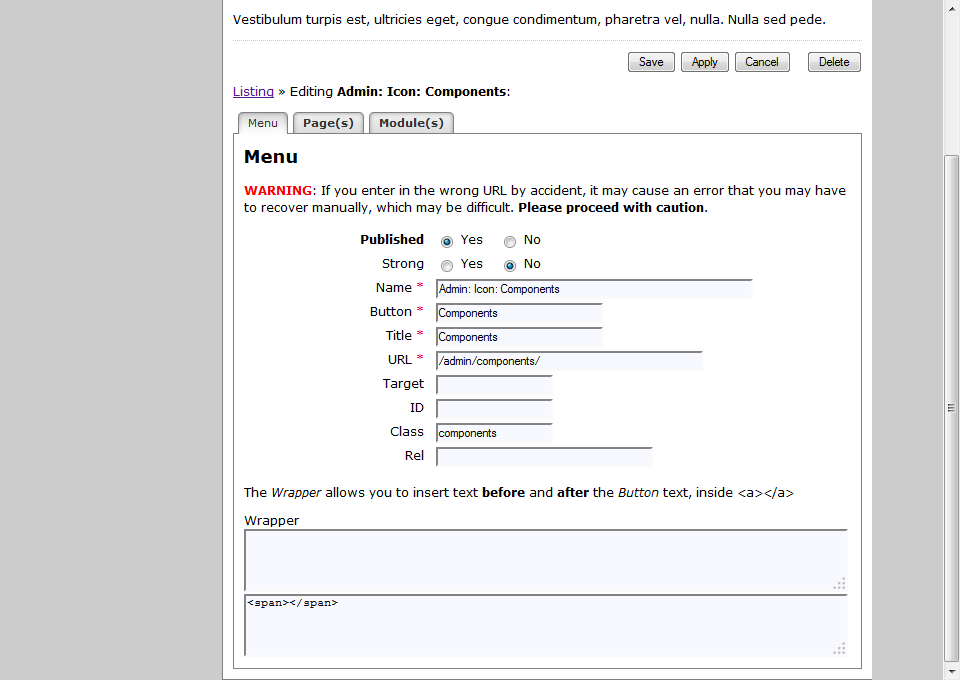 Vestibulum turpis est, ultricies eget, congue condimentum, pharetra vel, nulla. Nulla sed pede.
Save Apply Cancel Delete
Listing » Editing Admin: Icon: Components:
Menu Page(s) Module(s)
Menu
WARNING: If you enter in the wrong URL by accident, it may cause an error that you may have
to recover manually, which may be difficult. Please proceed with caution.
Published Yes No
Strong Yes No
Name * Admin: Icon: Components
Button * Components
Title * Components
URL * /admin/components/
Target
ID
Class components
Rel
The Wrapper allows you to insert text before and after the Button text, inside <a></a>
Wrapper
<span></span>